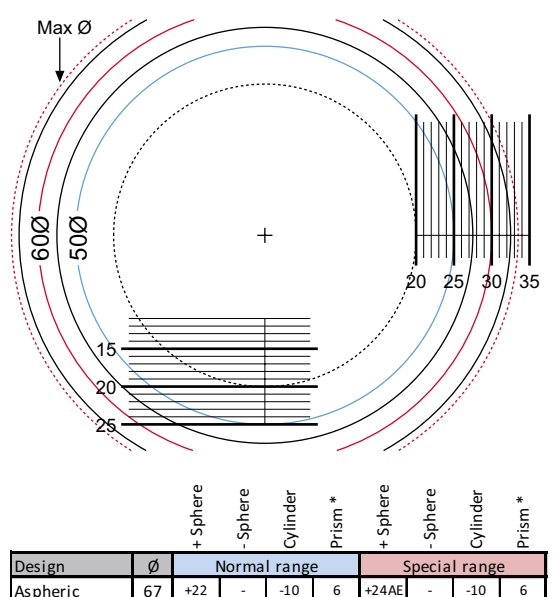 Max Ø
60Ø
50Ø
20 25 30 35
15
20
25
+ Sphere - Sphere Cylinder Prism * + Sphere - Sphere Cylinder Prism *
Design Ø Normal range Special range
Aspheric 67 +22 - -10 6 +24AE - -10 6